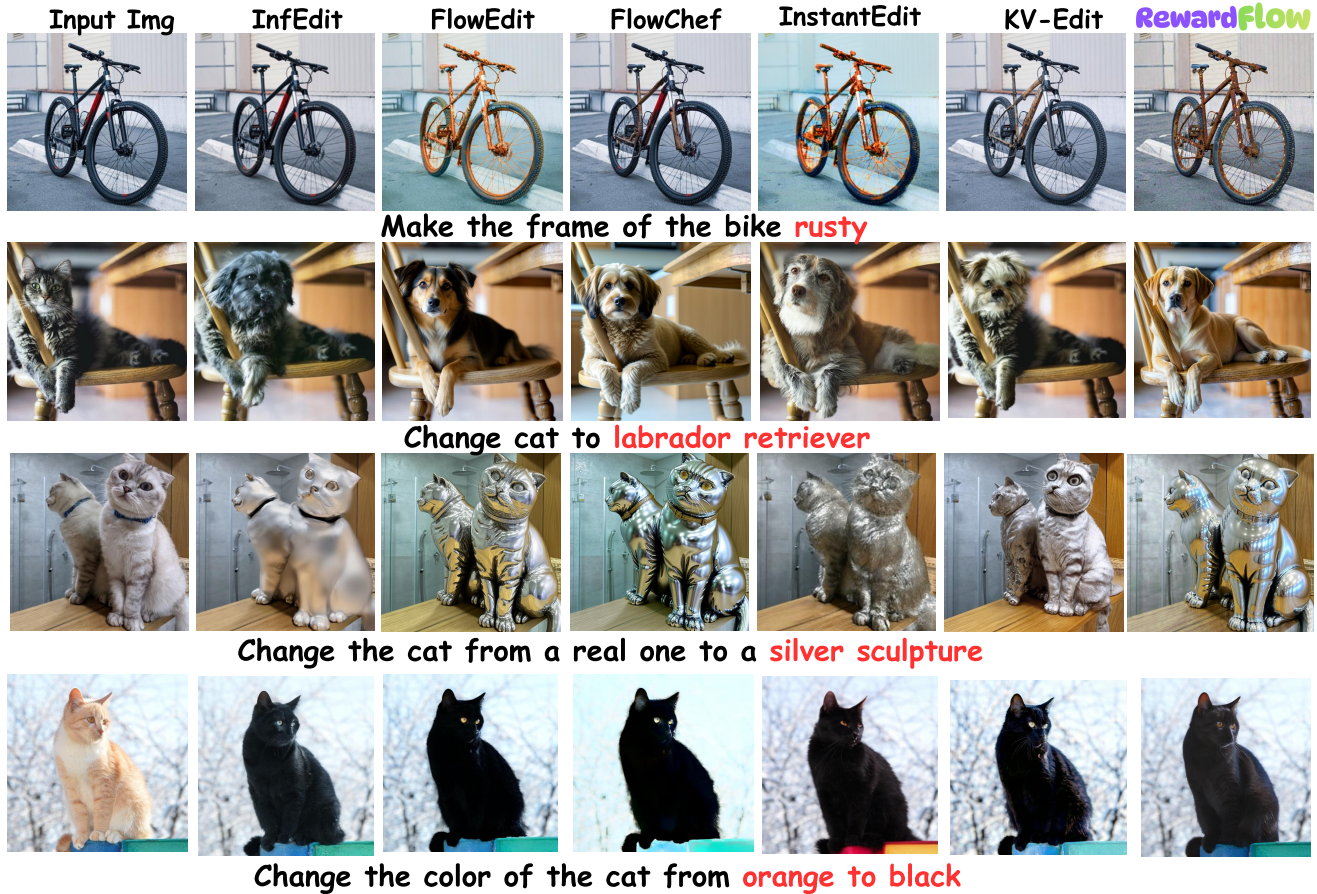 Input Img InfEdit FlowEdit FlowChef InstantEdit KV-Edit RewardFlow
Make the frame of the bike rusty
Change cat to labrador retriever
Change the cat from a real one to a silver sculpture
Change the color of the cat from orange to black